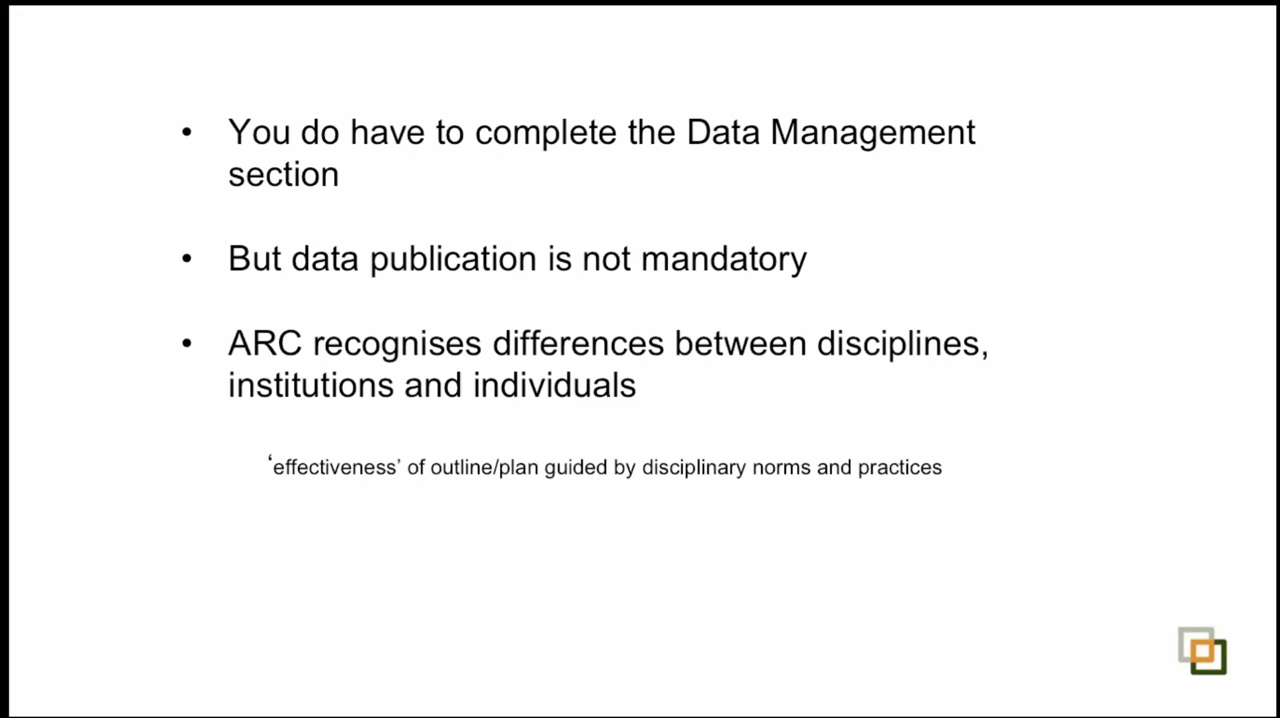 • You do have to complete the Data Management
section
• But data publication is not mandatory
• ARC recognises differences between disciplines,
institutions and individuals
‘effectiveness’ of outline/plan guided by disciplinary norms and practices